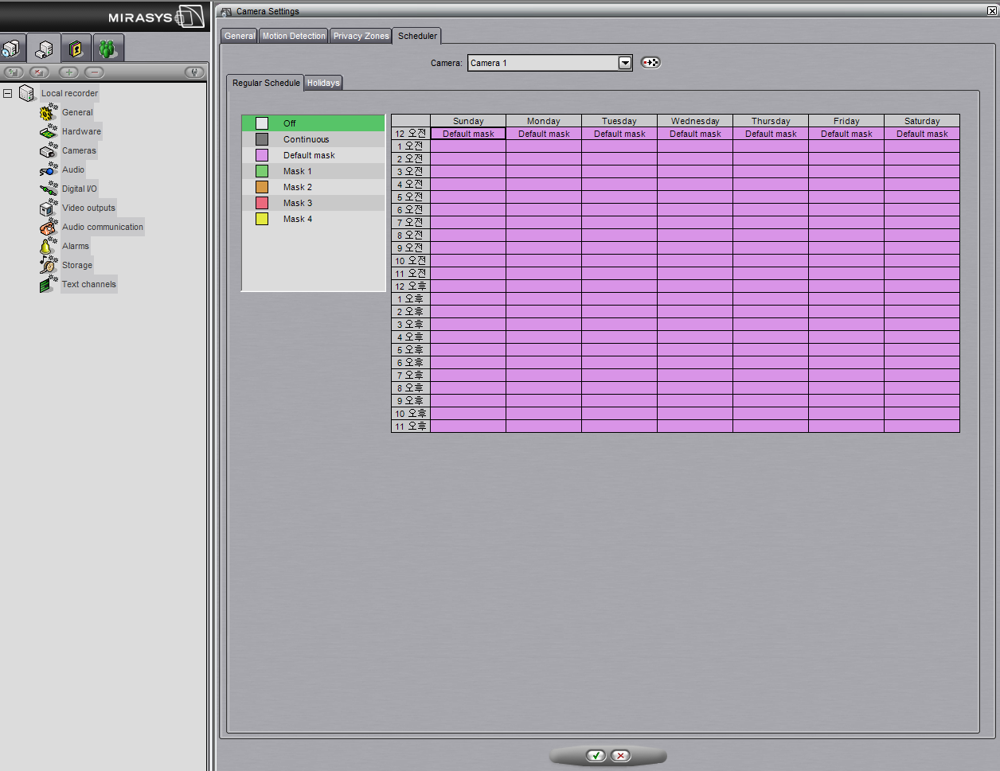 MIRASYS
Camera Settings
General Motion Detection Privacy Zones Scheduler
Camera: Camera 1
Regular Schedule Holidays
Local recorder
General
Hardware
Cameras
Audio
Digital I/O
Video outputs
Audio communication
Alarms
Storage
Text channels
Off
Continuous
Default mask
Mask 1
Mask 2
Mask 3
Mask 4
Sunday Monday Tuesday Wednesday Thursday Friday Saturday
12 오전 Default mask Default mask Default mask Default mask Default mask Default mask Default mask
1 오전
2 오전
3 오전
4 오전
5 오전
6 오전
7 오전
8 오전
9 오전
10 오전
11 오전
12 오후
1 오후
2 오후
3 오후
4 오후
5 오후
6 오후
7 오후
8 오후
9 오후
10 오후
11 오후